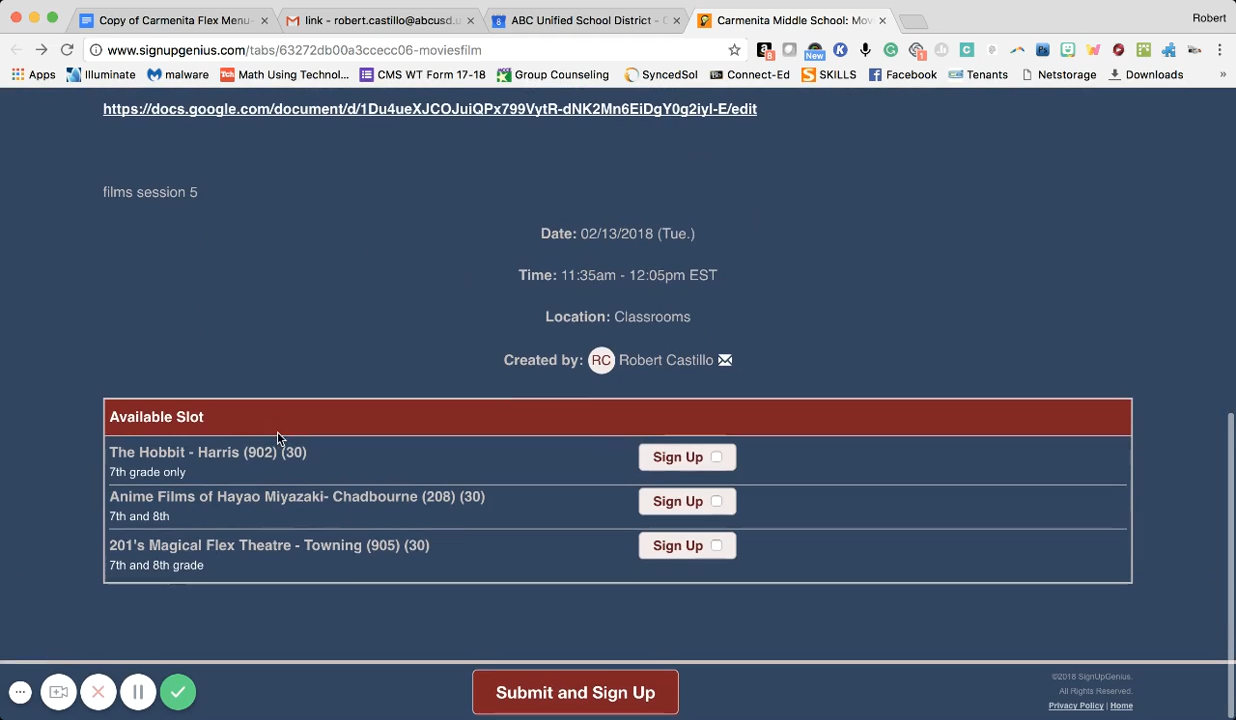 Copy of Carmenita Flex Menu
link - robert.castillo@abcusd.u
ABC Unified School District -
Carmenita Middle School: Mov
Robert
www.signupgenius.com/tabs/63272db00a3ccecc06-moviesfilm
New
Apps
Illuminate
malware
Math Using Technol...
CMS WT Form 17-18
Group Counseling
SyncedSol
Connect-Ed
SKILLS
Facebook
Tenants
Netstorage
Downloads
»
https://docs.google.com/document/d/1Du4ueXJCOJuiQPx799VytR-dNK2Mn6EiDgY0g2iyI-E/edit
films session 5
Date: 02/13/2018 (Tue.)
Time: 11:35am - 12:05pm EST
Location: Classrooms
Created by: RC Robert Castillo
Available Slot
The Hobbit - Harris (902) (30)
7th grade only
Sign Up
Anime Films of Hayao Miyazaki- Chadbourne (208) (30)
7th and 8th
Sign Up
201's Magical Flex Theatre - Towning (905) (30)
7th and 8th grade
Sign Up
Submit and Sign Up
©2018 SignUpGenius.
All Rights Reserved.
Privacy Policy | Home